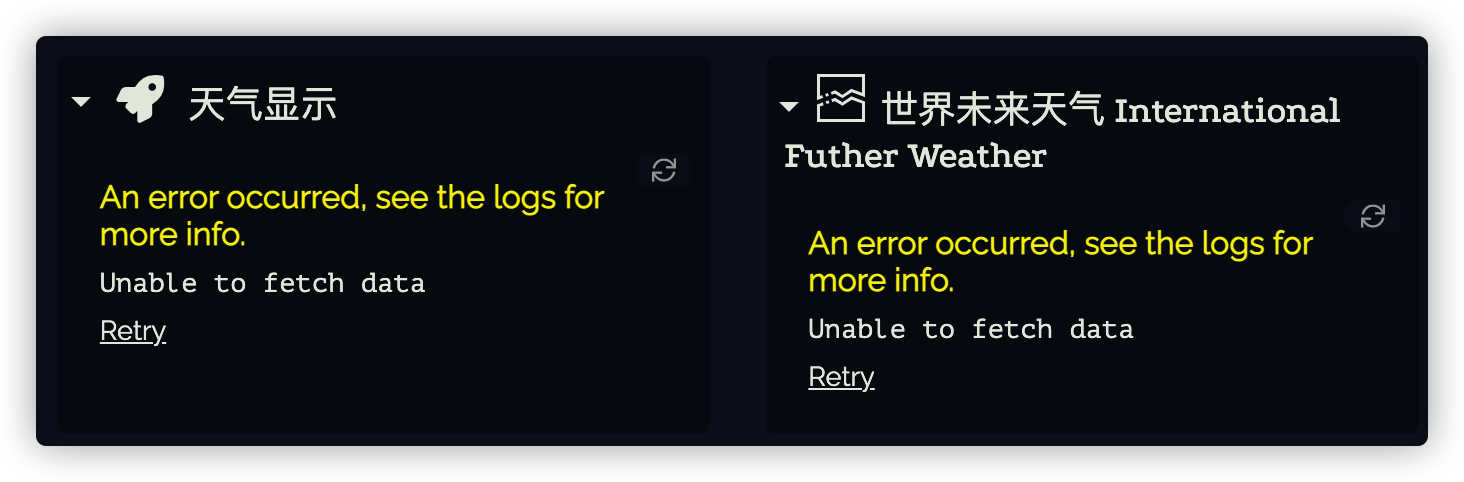 天气显示
An error occurred, see the logs for
more info.
Unable to fetch data
Retry
世界未来天气 International
Futher Weather
An error occurred, see the logs for
more info.
Unable to fetch data
Retry